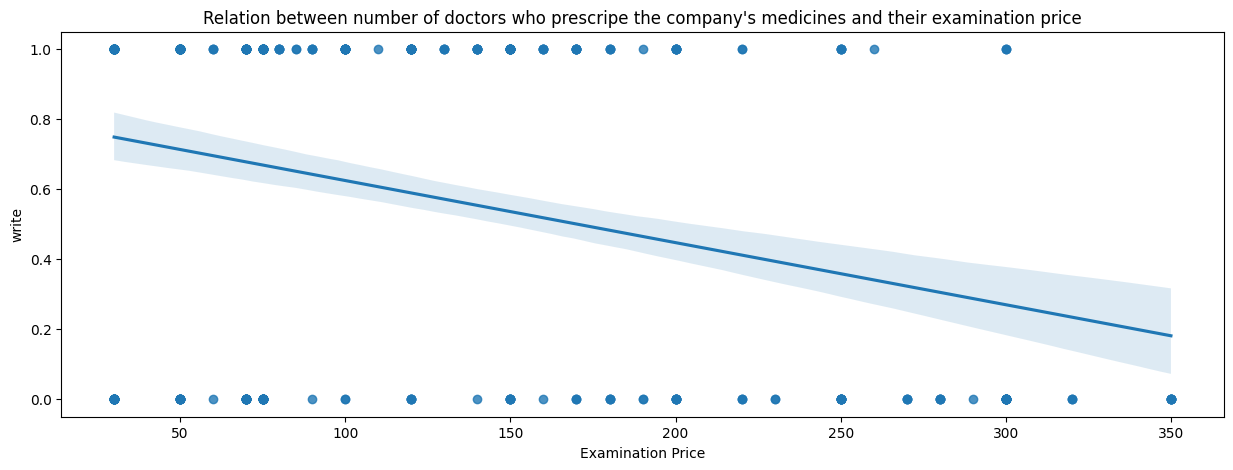 Relation between number of doctors who prescripe the company's medicines and their examination price
1.0
0.8
0.6
0.4
0.2
0.0
write
50 100 150 200 250 300 350
Examination Price